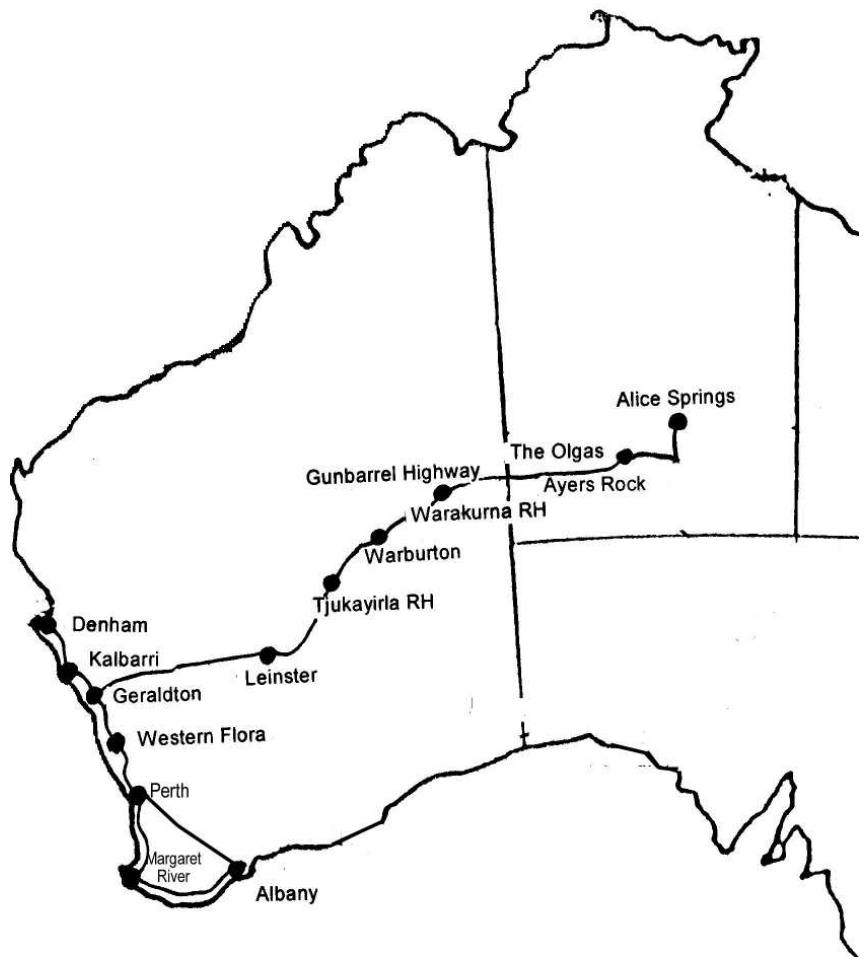 Alice Springs
The Olgas
Gunbarrel Highway
Ayers Rock
Warakurna RH
Warburton
Tjukayirla RH
Denham
Kalbarri
Leinster
Geraldton
Western Flora
Perth
Margaret
River
Albany